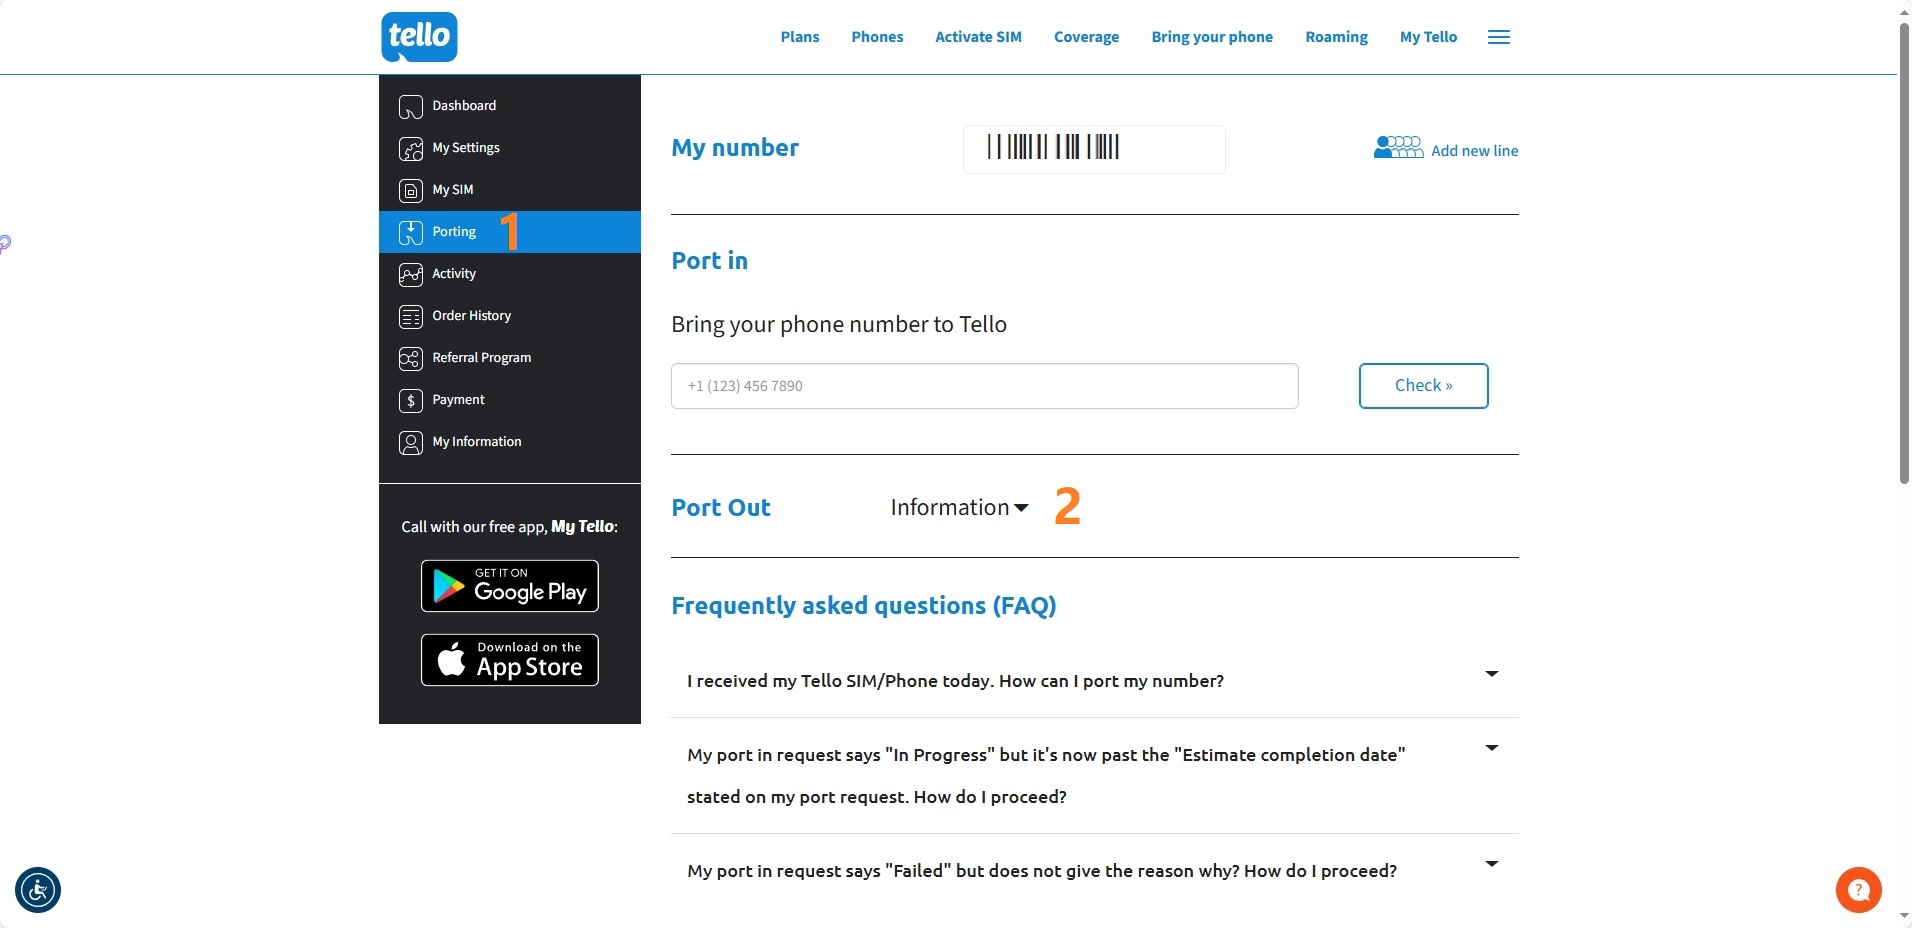 tello
Plans
Phones
Activate SIM
Coverage
Bring your phone
Roaming
My Tello
Dashboard
My Settings
My SIM
Porting
1
Activity
Order History
Referral Program
Payment
My Information
Call with our free app, My Tello:
GET IT ON
Google Play
Download on the
App Store
My number
Add new line
Port in
Bring your phone number to Tello
+1 (123) 456 7890
Check »
Port Out
Information
2
Frequently asked questions (FAQ)
I received my Tello SIM/Phone today. How can I port my number?
My port in request says "In Progress" but it's now past the "Estimate completion date"
stated on my port request. How do I proceed?
My port in request says "Failed" but does not give the reason why? How do I proceed?
?